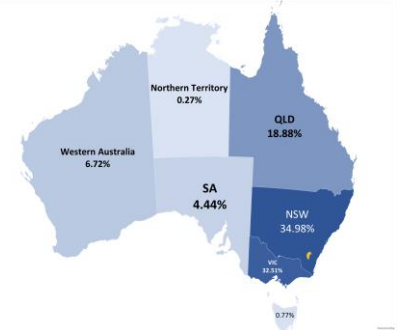 Northern Territory
0.27%
QLD
18.88%
Western Australia
6.72%
SA
4.44%
NSW
34.98%
VIC
32.51%
0.77%